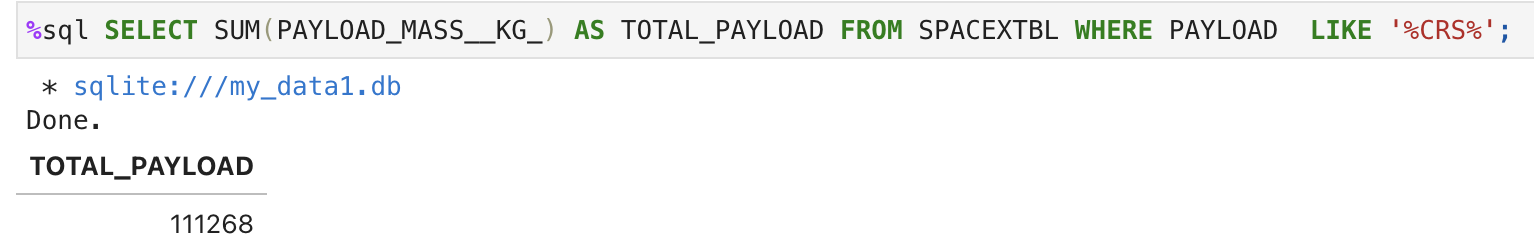 %sql SELECT SUM(PAYLOAD_MASS__KG_) AS TOTAL_PAYLOAD FROM SPACEXTBL WHERE PAYLOAD  LIKE '%CRS%';
* sqlite:///my_data1.db
Done.
TOTAL_PAYLOAD
111268